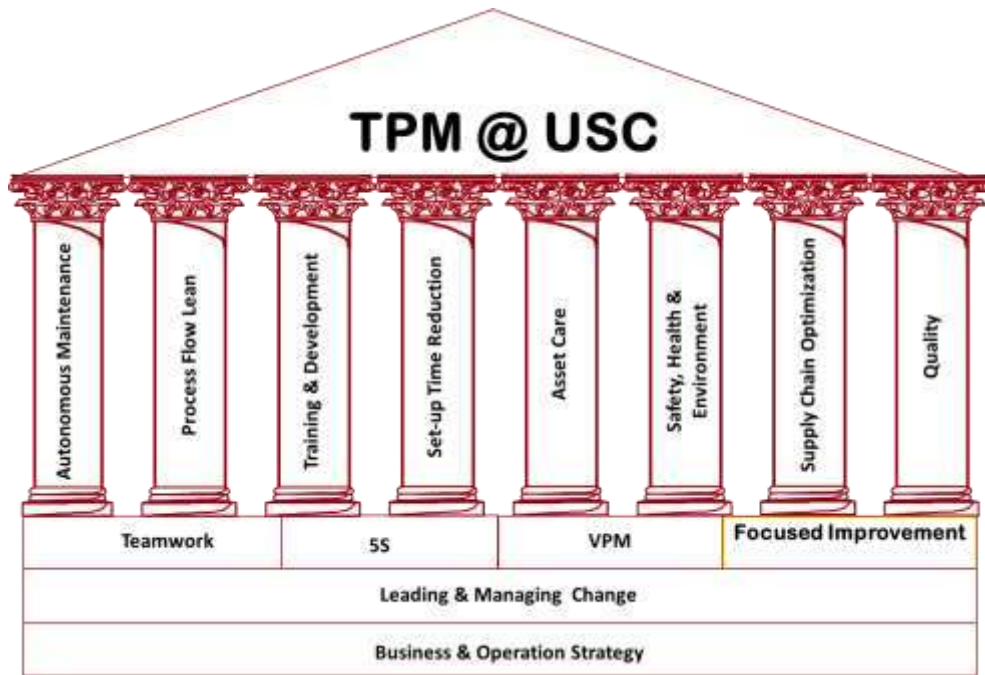 TPM @ USC
Autonomous Maintenance
Process Flow Lean
Training & Development
Set-up Time Reduction
Asset Care
Safety, Health &
Environment
Supply Chain Optimization
Quality
Teamwork
5S
VPM
Focused Improvement
Leading & Managing Change
Business & Operation Strategy